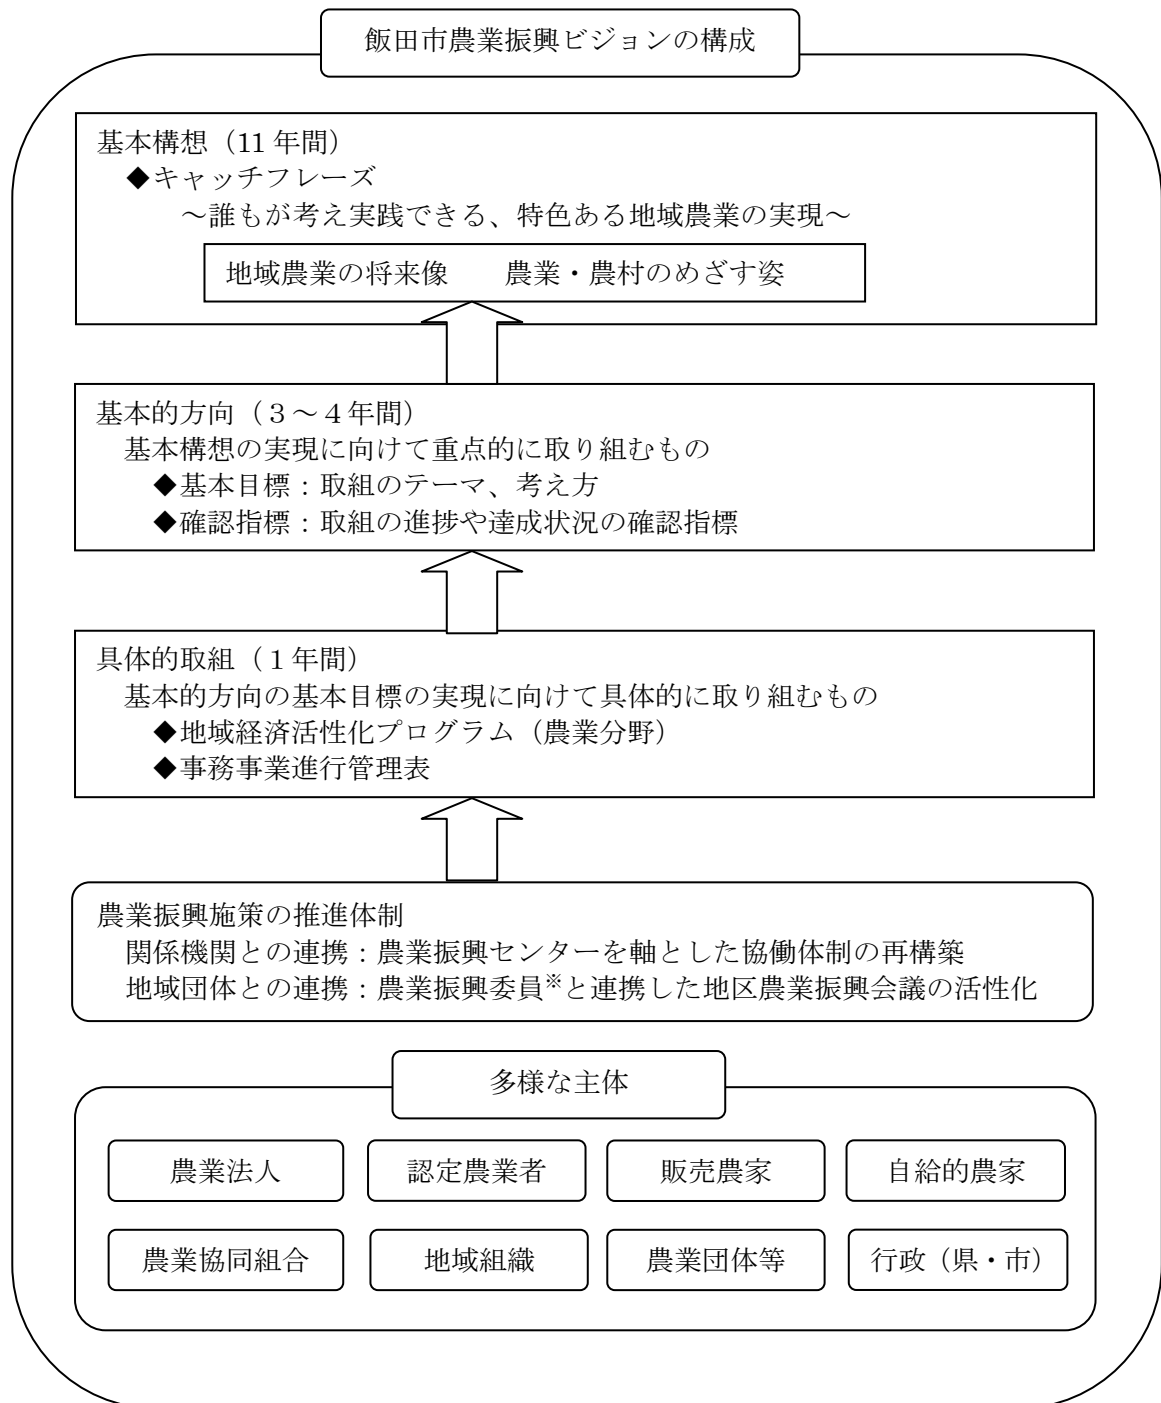 飯田市農業振興ビジョンの構成
基本構想（11 年間）
◆キャッチフレーズ
～誰もが考え実践できる、特色ある地域農業の実現～
地域農業の将来像　　農業・農村のめざす姿
基本的方向（３～４年間）
基本構想の実現に向けて重点的に取り組むもの
◆基本目標：取組のテーマ、考え方
◆確認指標：取組の進捗や達成状況の確認指標
具体的取組（１年間）
基本的方向の基本目標の実現に向けて具体的に取り組むもの
◆地域経済活性化プログラム（農業分野）
◆事務事業進行管理表
農業振興施策の推進体制
関係機関との連携：農業振興センターを軸とした協働体制の再構築
地域団体との連携：農業振興委員※と連携した地区農業振興会議の活性化
多様な主体
農業法人　認定農業者　販売農家　自給的農家
農業協同組合　地域組織　農業団体等　行政（県・市）